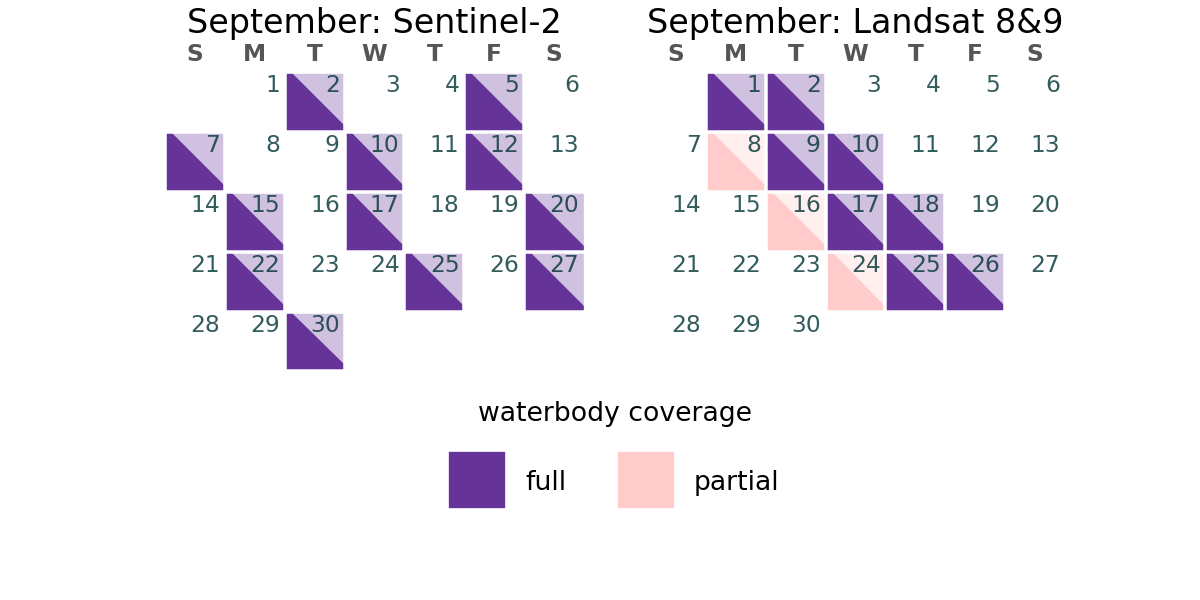 September: Sentinel-2
S M T W T F S
1 2 3 4 5 6
7 8 9 10 11 12 13
14 15 16 17 18 19 20
21 22 23 24 25 26 27
28 29 30
September: Landsat 8&9
S M T W T F S
1 2 3 4 5 6
7 8 9 10 11 12 13
14 15 16 17 18 19 20
21 22 23 24 25 26 27
28 29 30
waterbody coverage
full partial